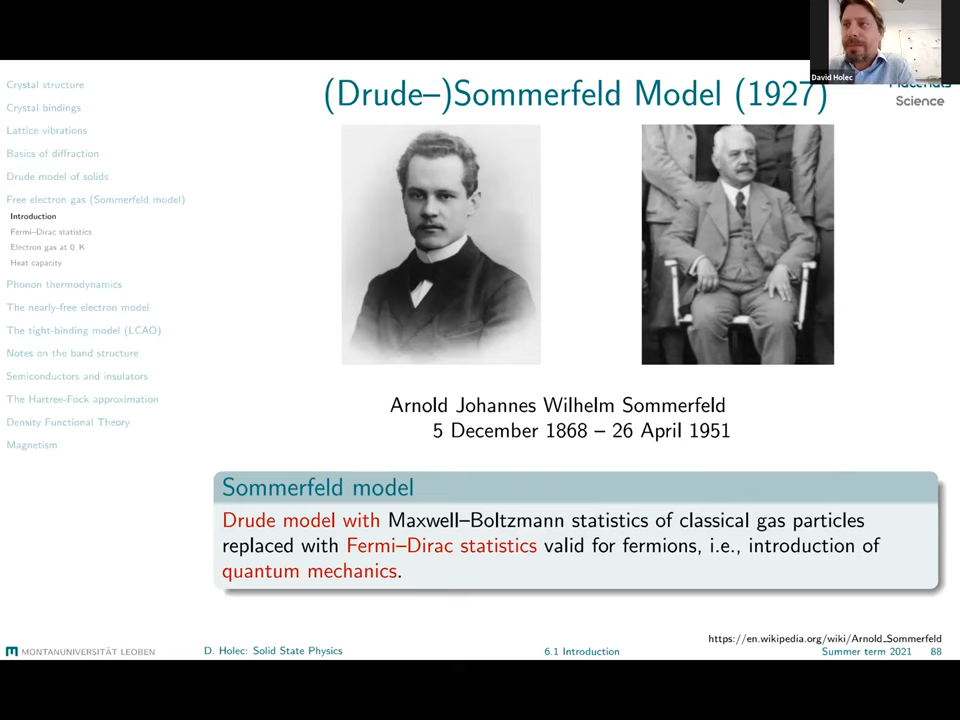 David Holec
Materials
Science
Crystal structure
Crystal bindings
Lattice vibrations
Basics of diffraction
Drude model of solids
Free electron gas (Sommerfeld model)
Introduction
Fermi–Dirac statistics
Electron gas at 0 K
Heat capacity
Phonon thermodynamics
The nearly-free electron model
The tight-binding model (LCAO)
Notes on the band structure
Semiconductors and insulators
The Hartree-Fock approximation
Density Functional Theory
Magnetism
(Drude–)Sommerfeld Model (1927)
Arnold Johannes Wilhelm Sommerfeld
5 December 1868 – 26 April 1951
Sommerfeld model
Drude model with Maxwell–Boltzmann statistics of classical gas particles
replaced with Fermi–Dirac statistics valid for fermions, i.e., introduction of
quantum mechanics.
https://en.wikipedia.org/wiki/Arnold_Sommerfeld
MONTANUNIVERSITÄT LEOBEN
D. Holec: Solid State Physics
6.1 Introduction
Summer term 2021 88